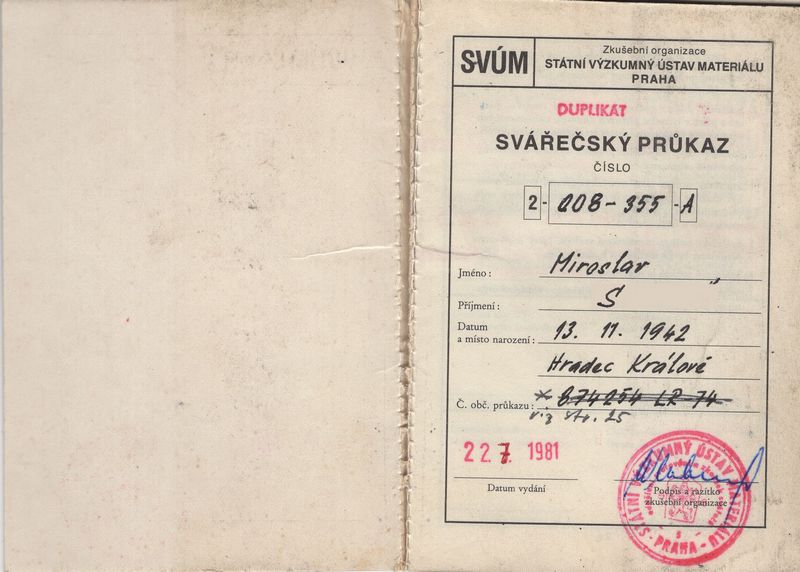 SVÚM
Zkušební organizace
STÁTNÍ VÝZKUMNÝ ÚSTAV MATERIÁLU
PRAHA
DUPLIKÁT
SVÁŘEČSKÝ PRŮKAZ
ČÍSLO
2 - 008-355 - A
Jméno: Miroslav
Příjmení: S
Datum
a místo narození: 13. 11. 1942
Hradec Králové
Č. obč. průkazu: * 874254 LR-74
viz str. 25
22. 7. 1981
Datum vydání
Podpis a razítko
zkušební organizace
STÁTNÍ VÝZKUMNÝ ÚSTAV MATERIÁLU
PRAHA